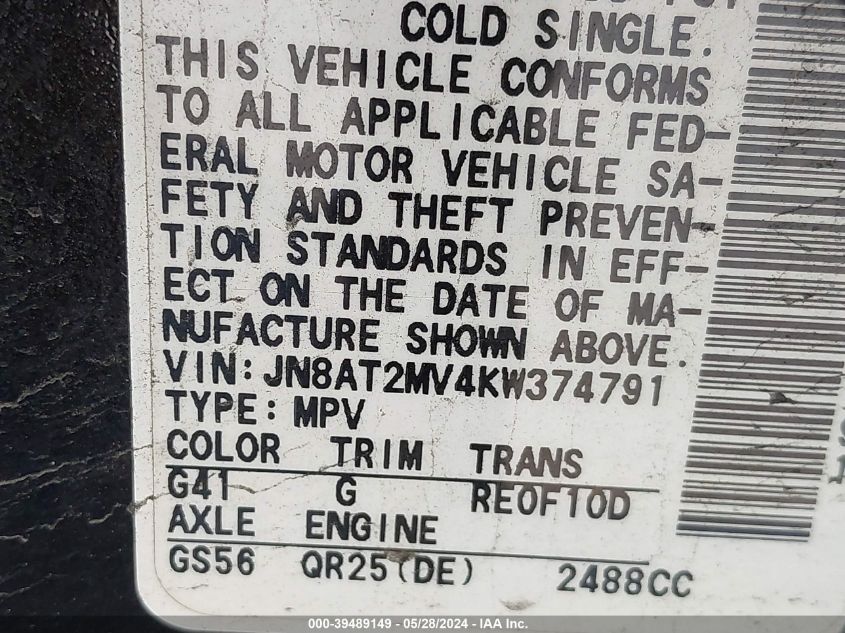 COLD SINGLE.
THIS VEHICLE CONFORMS
TO ALL APPLICABLE FED-
ERAL MOTOR VEHICLE SA-
FETY AND THEFT PREVEN-
TION STANDARDS IN EFF-
ECT ON THE DATE OF MA-
NUFACTURE SHOWN ABOVE.
VIN:JN8AT2MV4KW374791
TYPE:MPV
COLOR TRIM TRANS
G41 G RE0F10D
AXLE ENGINE
GS56 QR25(DE) 2488CC
000-39489149 - 05/28/2024 - IAA Inc.